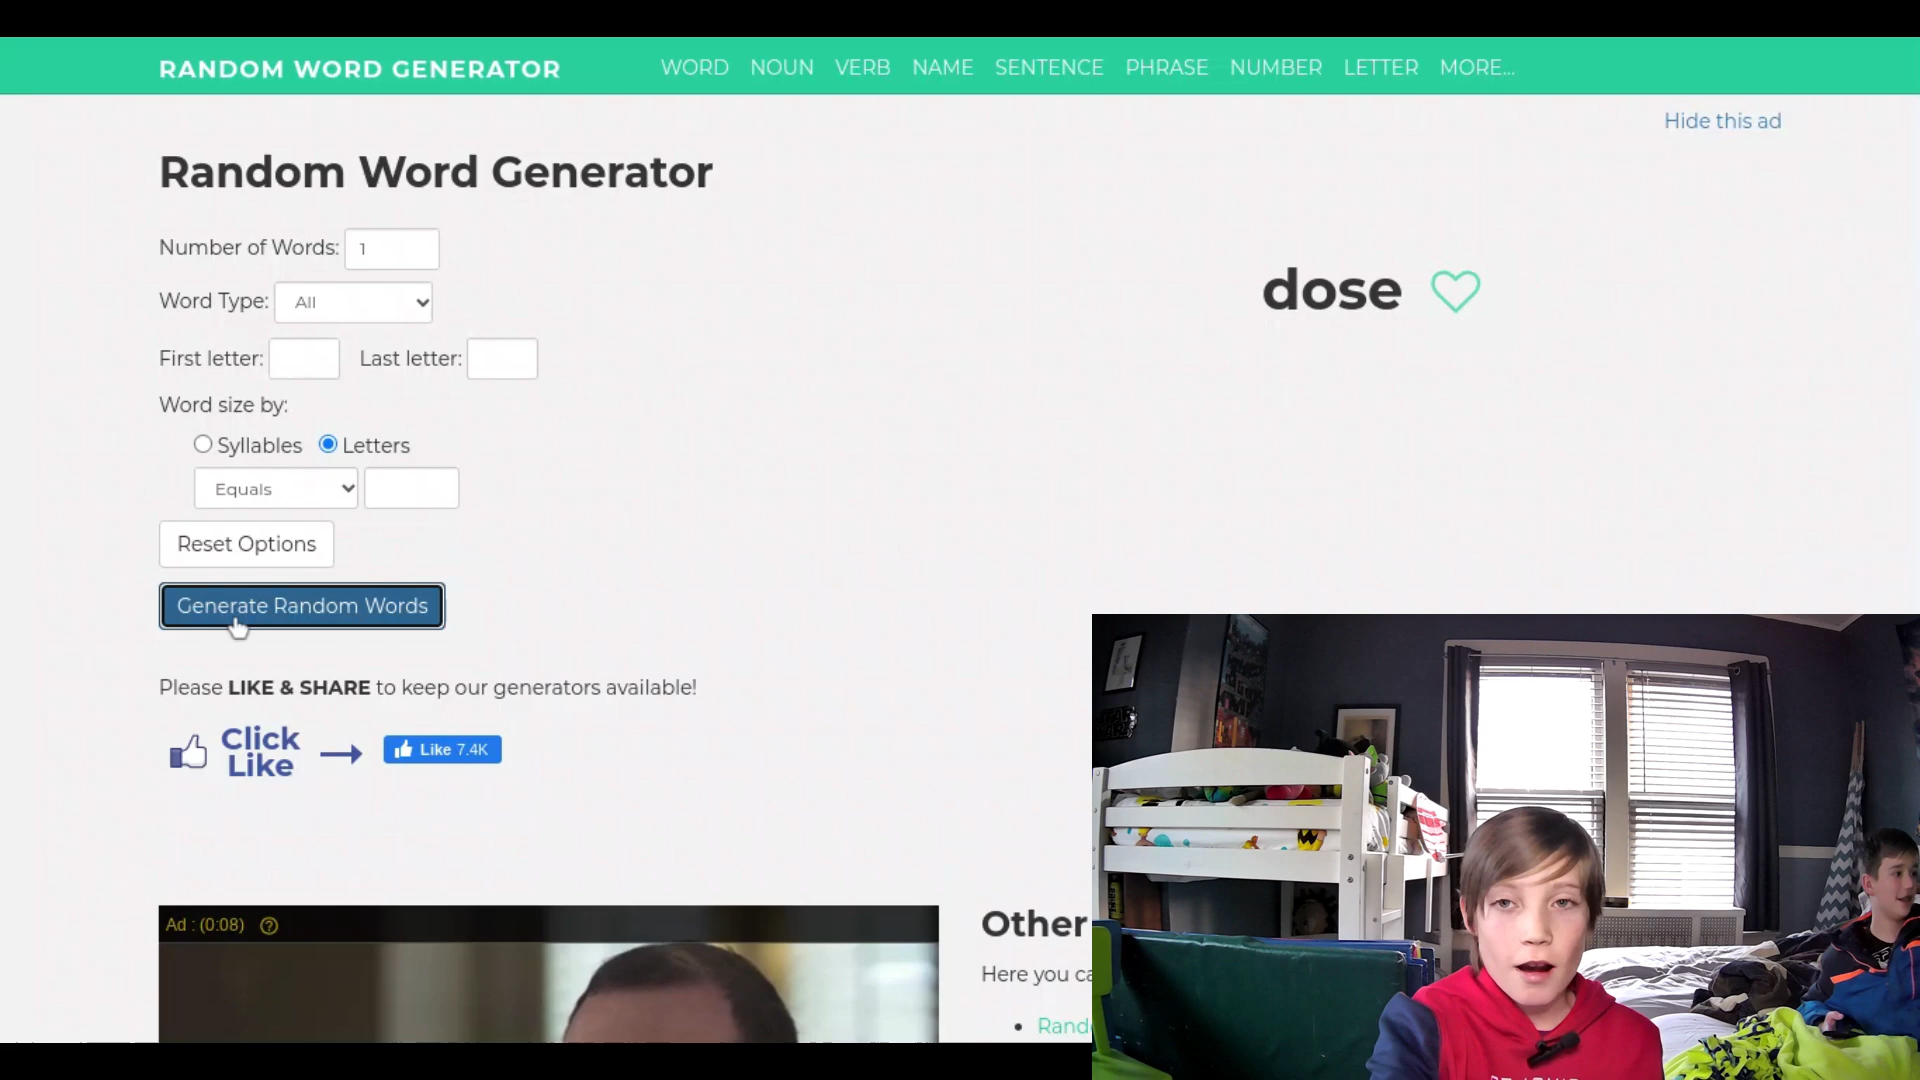 RANDOM WORD GENERATOR WORD NOUN VERB NAME SENTENCE PHRASE NUMBER LETTER MORE...
Hide this ad
Random Word Generator
Number of Words: 1
Word Type: All
First letter: Last letter:
Word size by:
Syllables Letters
Equals
Reset Options
Generate Random Words
dose
Please LIKE & SHARE to keep our generators available!
Click
Like
Like 7.4K
Ad : (0:08) ?
Other
Here you ca
Rand